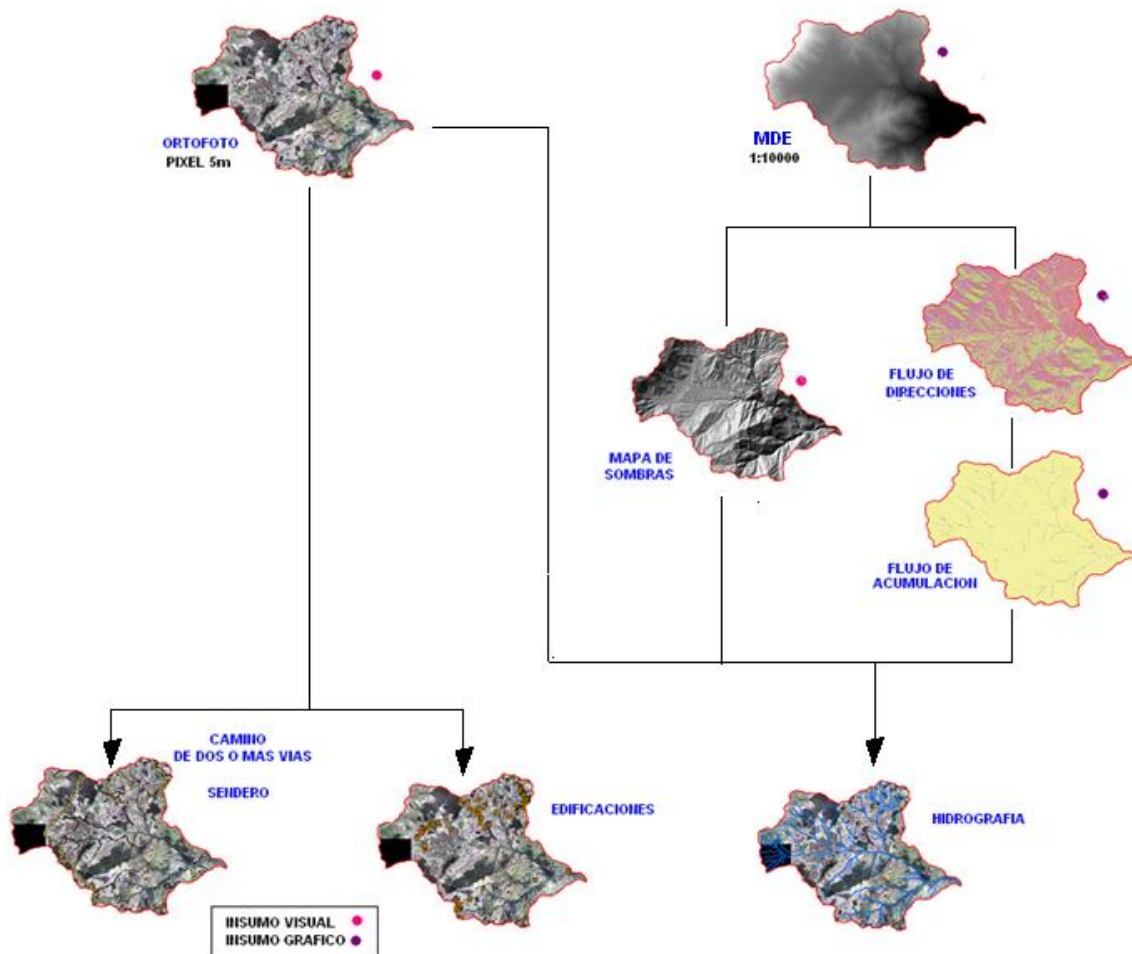 ORTOFOTO
PIXEL 5m
MDE
1:10000
FLUJO DE
DIRECCIONES
MAPA DE
SOMBRAS
FLUJO DE
ACUMULACION
CAMINO
DE DOS O MAS VIAS
SENDERO
EDIFICACIONES
HIDROGRAFIA
INSUMO VISUAL
INSUMO GRAFICO